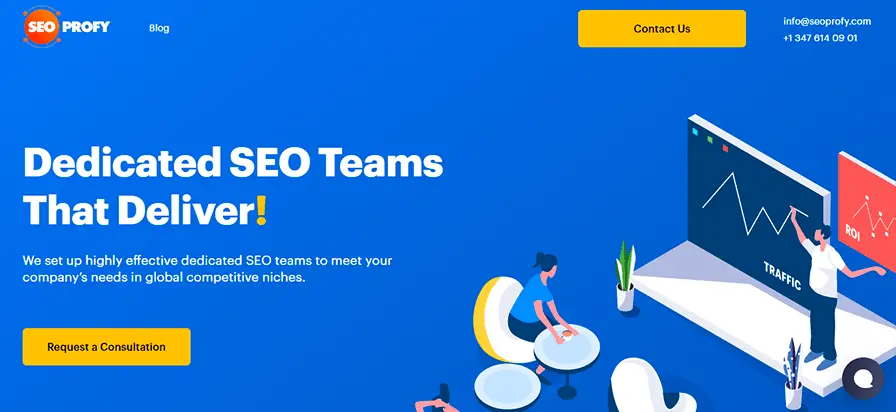 SEO PROFY
Blog
Contact Us
info@seoprofy.com
+1 347 614 09 01
Dedicated SEO Teams
That Deliver!
We set up highly effective dedicated SEO teams to meet your
company's needs in global competitive niches.
Request a Consultation
TRAFFIC
ROI